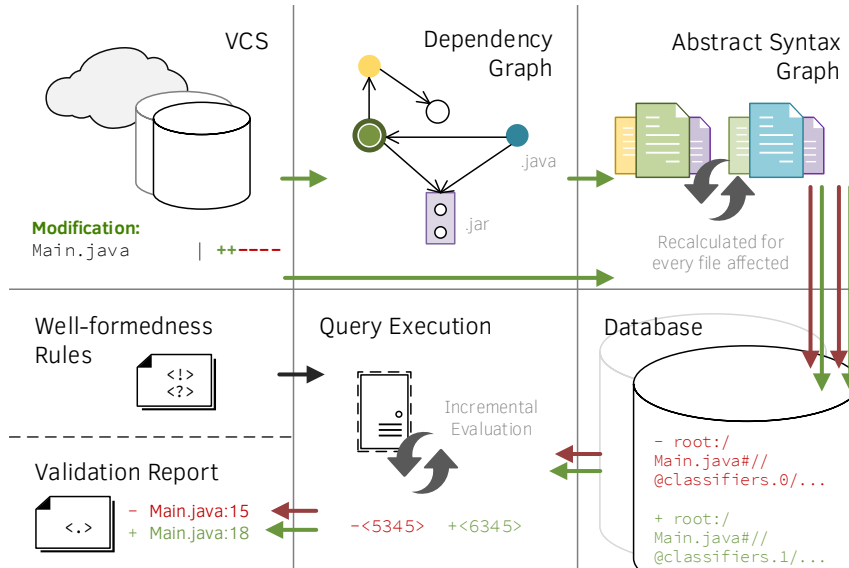 VCS
Modification:
Main.java | ++----
Dependency
Graph
.java
.jar
Abstract Syntax
Graph
Recalculated for
every file affected
Well-formedness
Rules
<!>
<?>
Query Execution
Incremental
Evaluation
-<5345> +<6345>
Database
- root:/
Main.java#//
@classifiers.0/...
+ root:/
Main.java#//
@classifiers.1/...
Validation Report
<.>
- Main.java:15
+ Main.java:18